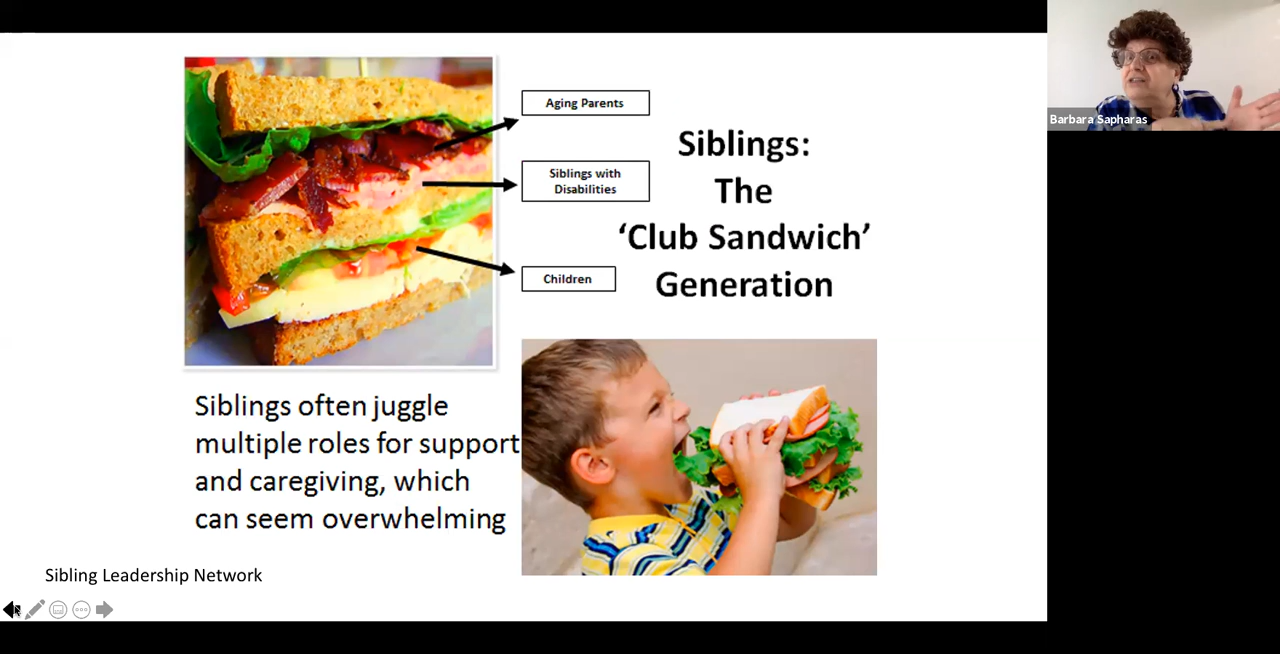 Aging Parents
Siblings with
Disabilities
Children
Siblings:
The
‘Club Sandwich’
Generation
Siblings often juggle
multiple roles for support
and caregiving, which
can seem overwhelming
Sibling Leadership Network
Barbara Sapharas